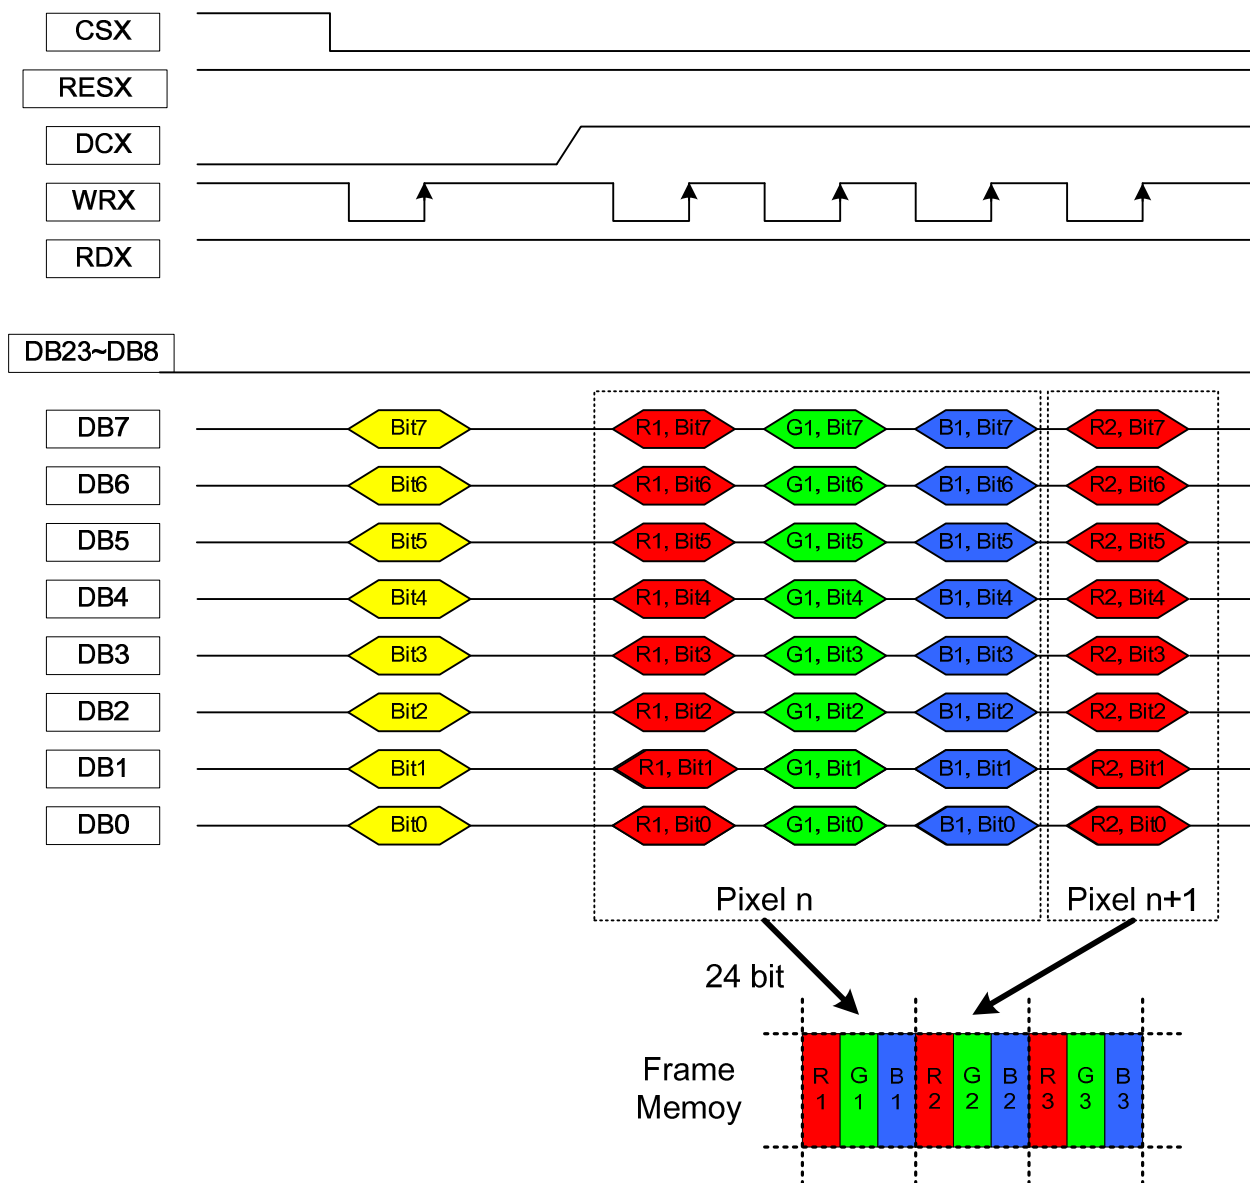 CSX
RESX
DCX
WRX
RDX
DB23~DB8
DB7 Bit7 R1, Bit7 G1, Bit7 B1, Bit7 R2, Bit7
DB6 Bit6 R1, Bit6 G1, Bit6 B1, Bit6 R2, Bit6
DB5 Bit5 R1, Bit5 G1, Bit5 B1, Bit5 R2, Bit5
DB4 Bit4 R1, Bit4 G1, Bit4 B1, Bit4 R2, Bit4
DB3 Bit3 R1, Bit3 G1, Bit3 B1, Bit3 R2, Bit3
DB2 Bit2 R1, Bit2 G1, Bit2 B1, Bit2 R2, Bit2
DB1 Bit1 R1, Bit1 G1, Bit1 B1, Bit1 R2, Bit1
DB0 Bit0 R1, Bit0 G1, Bit0 B1, Bit0 R2, Bit0
Pixel n Pixel n+1
24 bit
Frame
Memoy
R G B R G B R G B
1 1 1 2 2 2 3 3 3